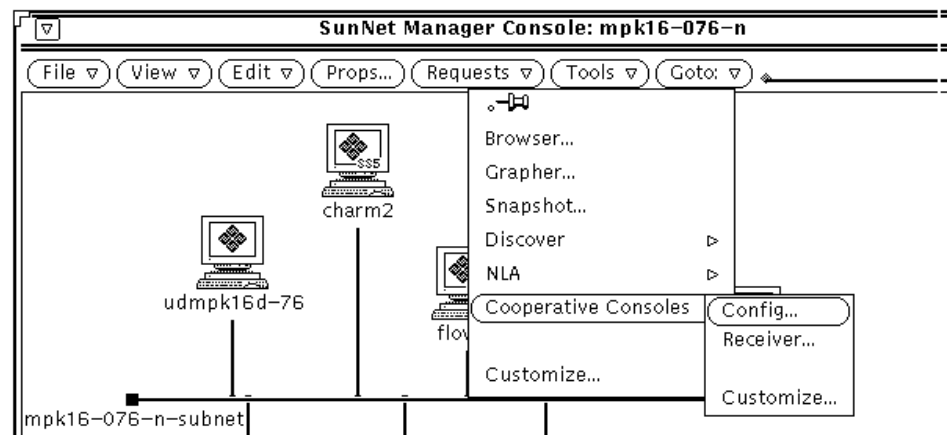 SunNet Manager Console: mpk16-076-n
File View Edit Props... Requests Tools Goto:
Browser...
Grapher...
SS5
Snapshot...
charm2
Discover
NLA
udmpk16d-76
Cooperative Consoles
Config...
Receiver...
Customize...
Customize...
mpk16-076-n-subnet